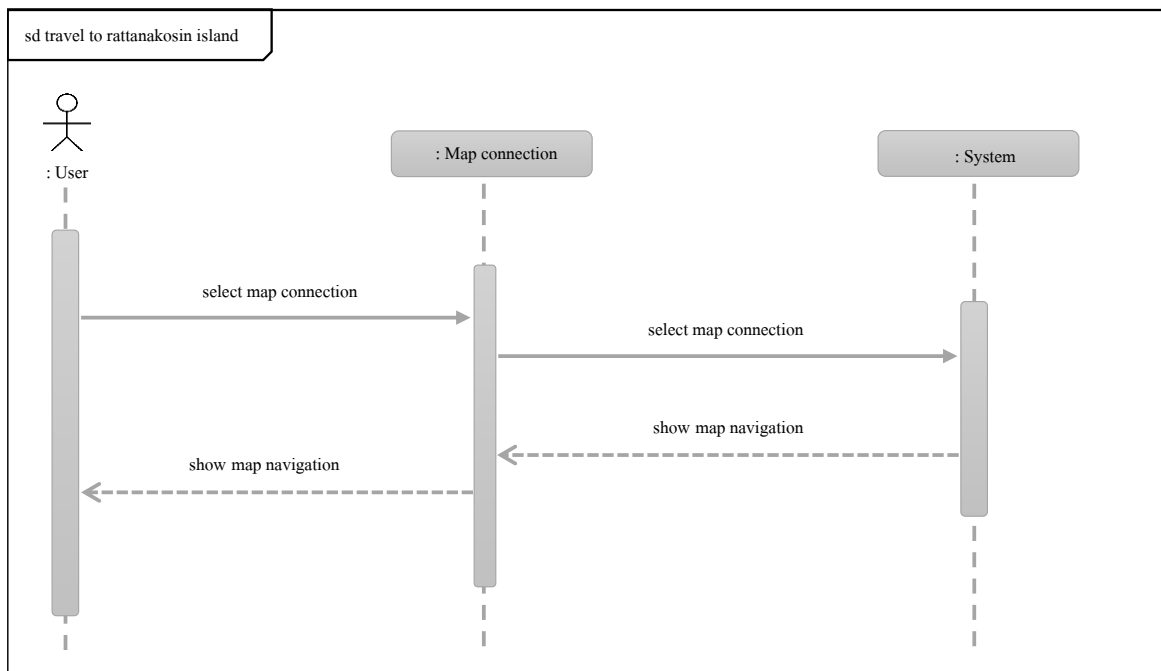 sd travel to rattanakosin island
: User
: Map connection
: System
select map connection
select map connection
show map navigation
show map navigation